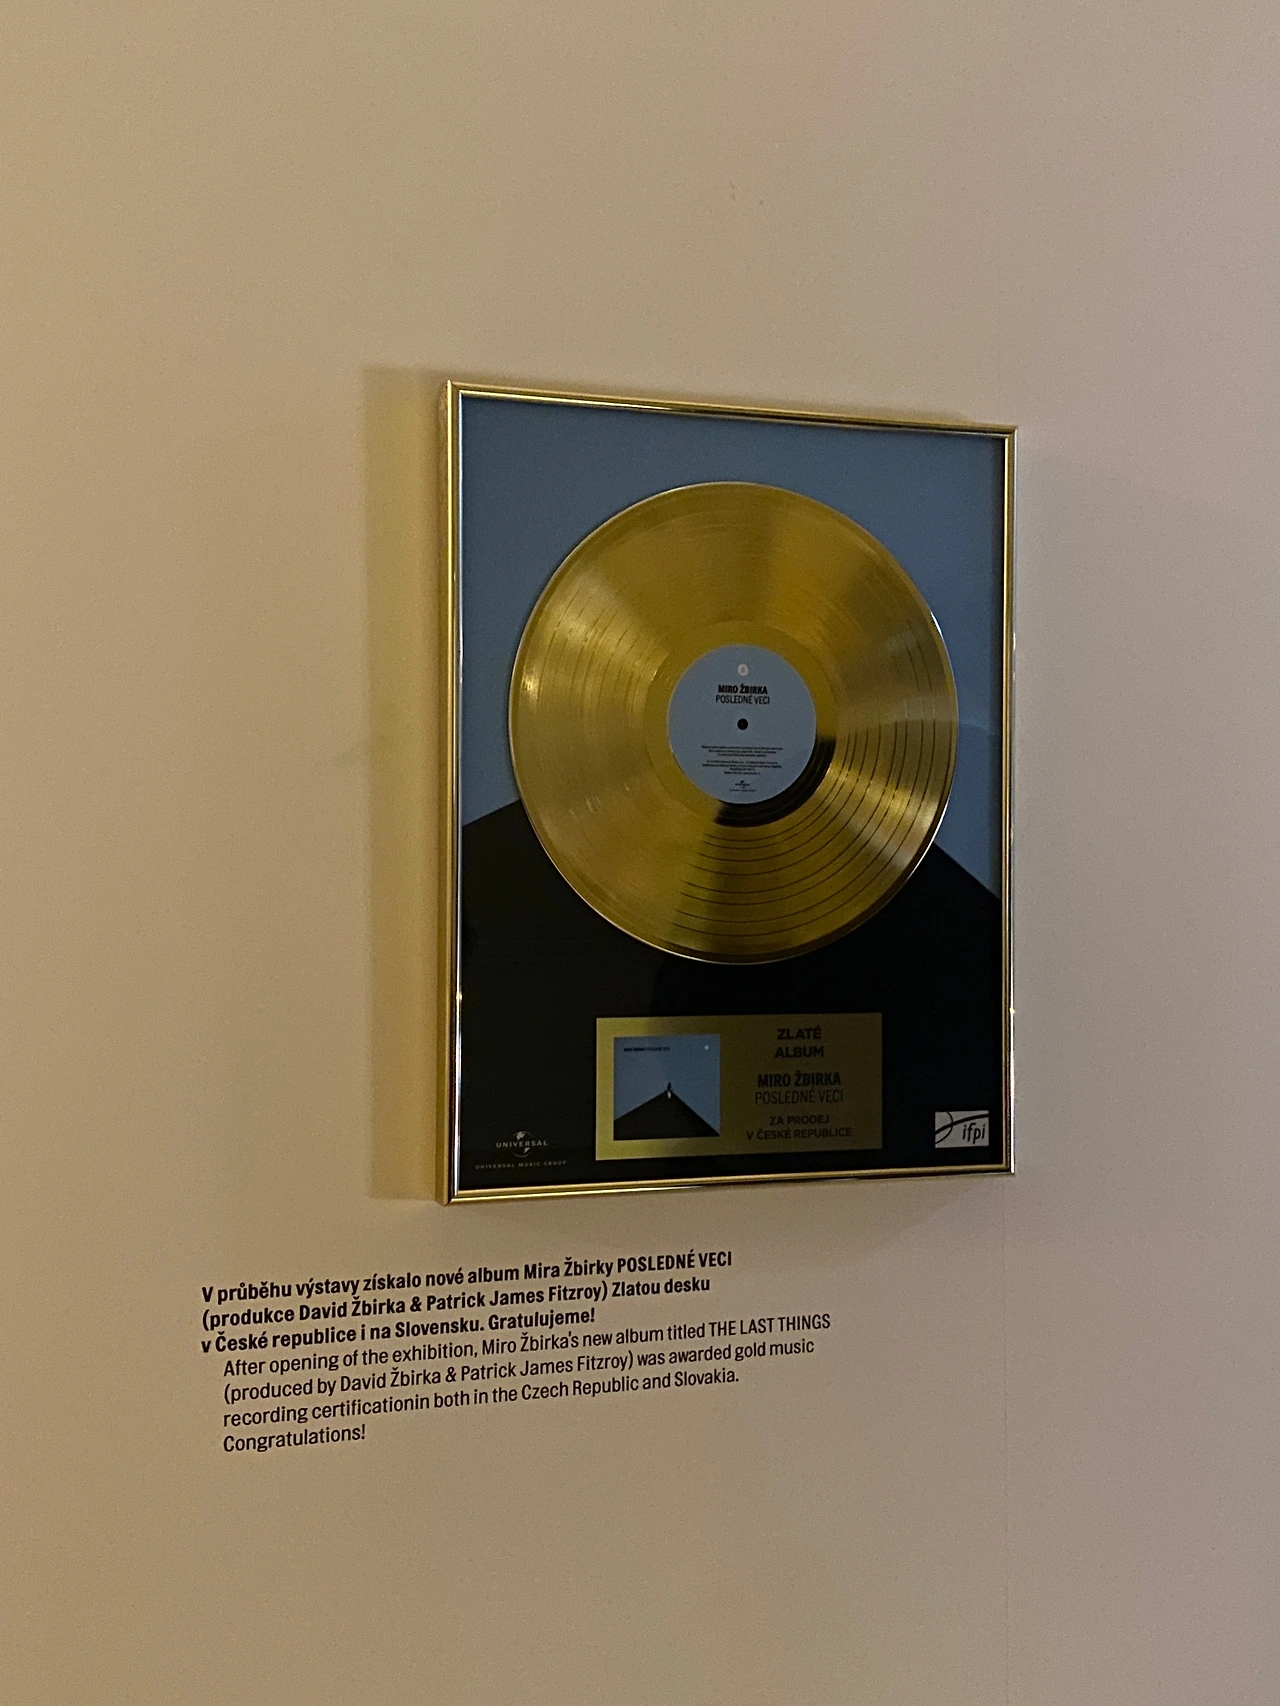 MIRO ŽBIRKA
POSLEDNÉ VECI
ZLATÉ
ALBUM
MIRO ŽBIRKA
POSLEDNÉ VECI
ZA PRODEJ
V ČESKÉ REPUBLICE
UNIVERSAL
UNIVERSAL MUSIC GROUP
ifpi
V průběhu výstavy získalo nové album Mira Žbirky POSLEDNÉ VECI
(produkce David Žbirka & Patrick James Fitzroy) Zlatou desku
v České republice i na Slovensku. Gratulujeme!
After opening of the exhibition, Miro Žbirka's new album titled THE LAST THINGS
(produced by David Žbirka & Patrick James Fitzroy) was awarded gold music
recording certificationin both in the Czech Republic and Slovakia.
Congratulations!